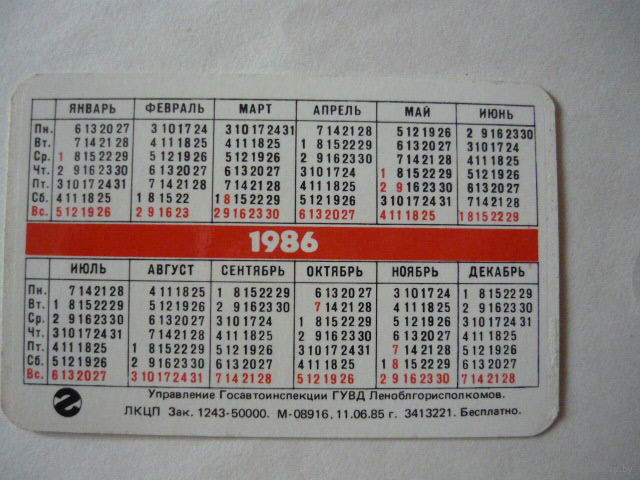 ЯНВАРЬ ФЕВРАЛЬ МАРТ АПРЕЛЬ МАЙ ИЮНЬ
Пн. 6 13 20 27 3 10 17 24 3 10 17 24 31 7 14 21 28 5 12 19 26 2 9 16 23 30
Вт. 7 14 21 28 4 11 18 25 4 11 18 25 1 8 15 22 29 6 13 20 27 3 10 17 24
Ср. 1 8 15 22 29 5 12 19 26 5 12 19 26 2 9 16 23 30 7 14 21 28 4 11 18 25
Чт. 2 9 16 23 30 6 13 20 27 6 13 20 27 3 10 17 24 1 8 15 22 29 5 12 19 26
Пт. 3 10 17 24 31 7 14 21 28 7 14 21 28 4 11 18 25 2 9 16 23 30 6 13 20 27
Сб. 4 11 18 25 1 8 15 22 1 8 15 22 29 5 12 19 26 3 10 17 24 31 7 14 21 28
Вс. 5 12 19 26 2 9 16 23 2 9 16 23 30 6 13 20 27 4 11 18 25 1 8 15 22 29
1986
ИЮЛЬ АВГУСТ СЕНТЯБРЬ ОКТЯБРЬ НОЯБРЬ ДЕКАБРЬ
Пн. 7 14 21 28 4 11 18 25 1 8 15 22 29 6 13 20 27 3 10 17 24 1 8 15 22 29
Вт. 1 8 15 22 29 5 12 19 26 2 9 16 23 30 7 14 21 28 4 11 18 25 2 9 16 23 30
Ср. 2 9 16 23 30 6 13 20 27 3 10 17 24 1 8 15 22 29 5 12 19 26 3 10 17 24 31
Чт. 3 10 17 24 31 7 14 21 28 4 11 18 25 2 9 16 23 30 6 13 20 27 4 11 18 25
Пт. 4 11 18 25 1 8 15 22 29 5 12 19 26 3 10 17 24 31 7 14 21 28 5 12 19 26
Сб. 5 12 19 26 2 9 16 23 30 6 13 20 27 4 11 18 25 1 8 15 22 29 6 13 20 27
Вс. 6 13 20 27 3 10 17 24 31 7 14 21 28 5 12 19 26 2 9 16 23 30 7 14 21 28
Управление Госавтоинспекции ГУВД Леноблгорисполкомов.
ЛКЦП Зак. 1243-50000. М-08916. 11.06.85 г. 3413221. Бесплатно.